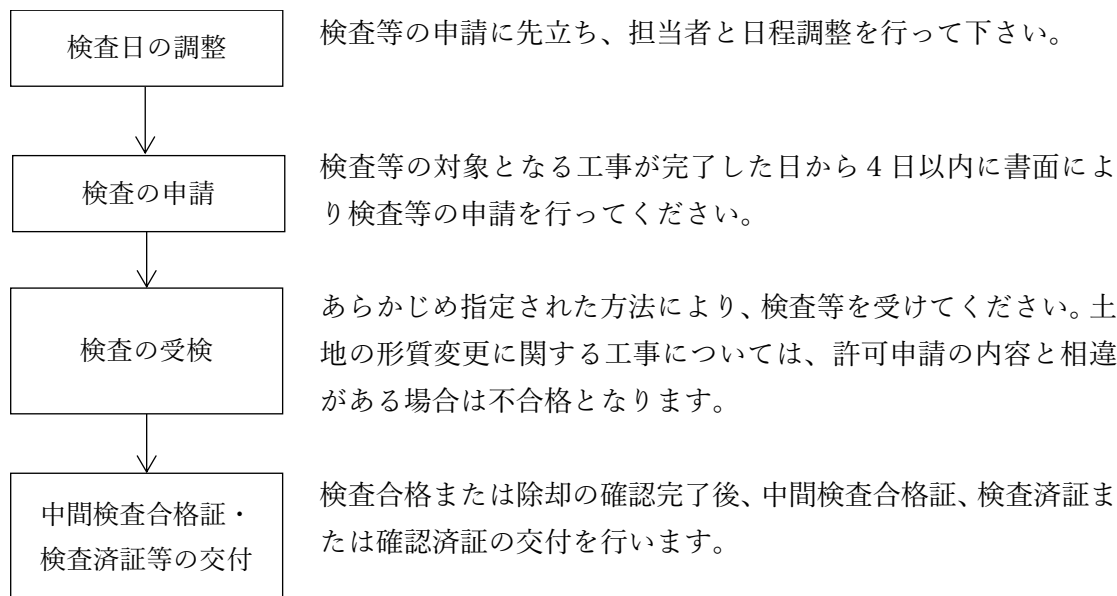 検査日の調整
検査等の申請に先立ち、担当者と日程調整を行って下さい。
検査の申請
検査等の対象となる工事が完了した日から４日以内に書面によ
り検査等の申請を行ってください。
検査の受検
あらかじめ指定された方法により、検査等を受けてください。土
地の形質変更に関する工事については、許可申請の内容と相違
がある場合は不合格となります。
中間検査合格証・
検査済証等の交付
検査合格または除却の確認完了後、中間検査合格証、検査済証ま
たは確認済証の交付を行います。